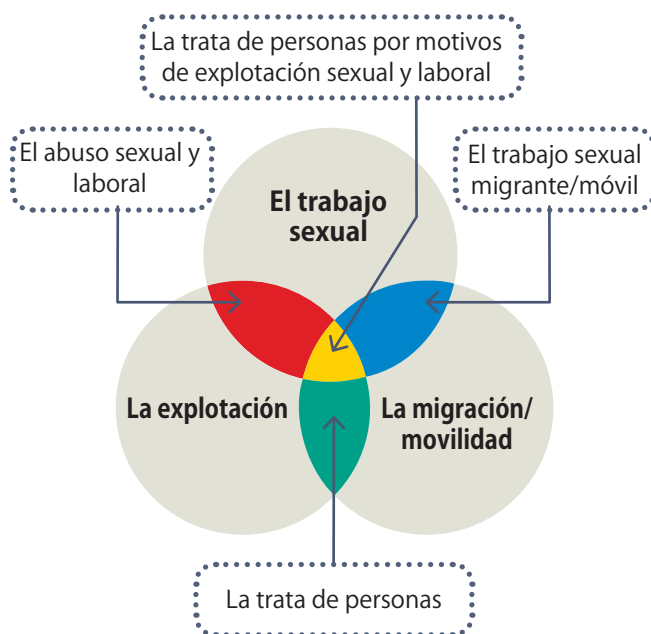 La trata de personas por motivos
de explotación sexual y laboral
El abuso sexual y
laboral
El trabajo sexual
migrante/móvil
El trabajo
sexual
La explotación
La migración/
movilidad
La trata de personas